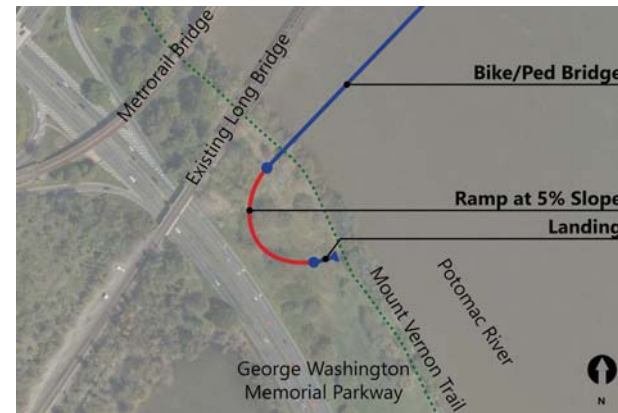 Metrorail Bridge
Existing Long Bridge
Bike/Ped Bridge
Ramp at 5% Slope
Landing
Mount Vernon Trail
Potomac River
George Washington
Memorial Parkway
N